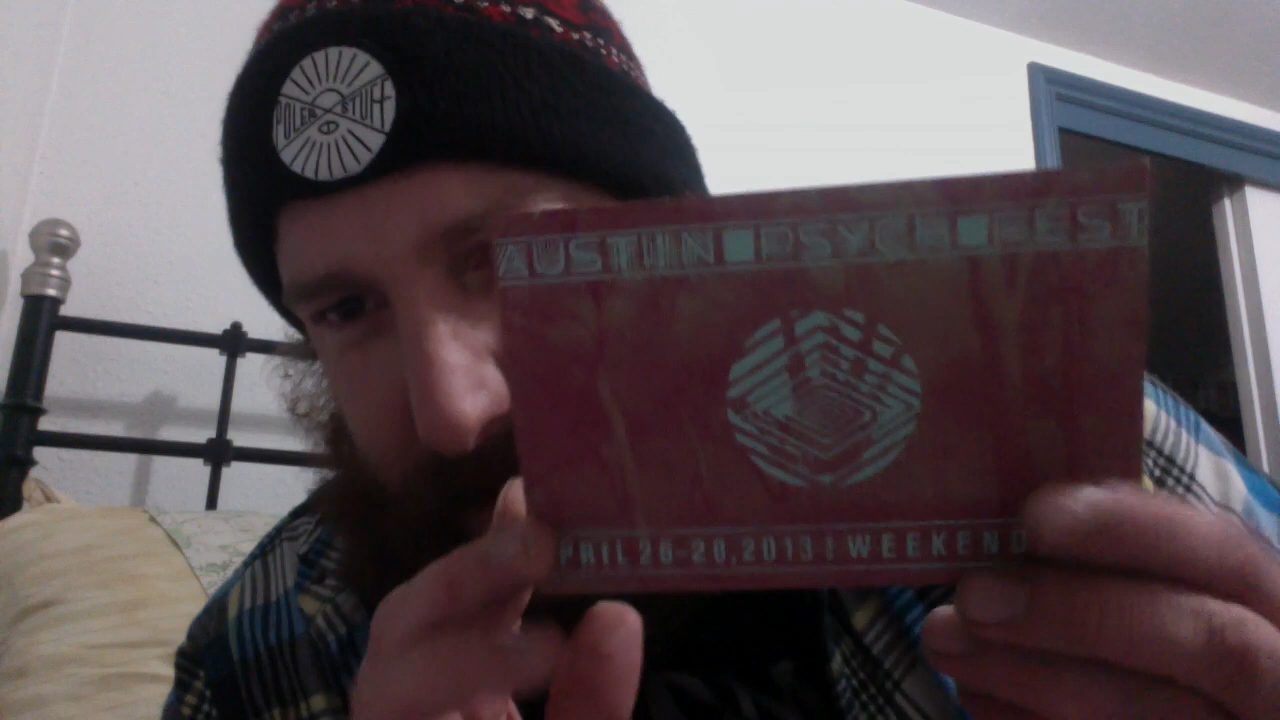 POLER STUFF
AUSTIN PSYCH FEST
PRIL 26-28, 2013 | WEEKEND